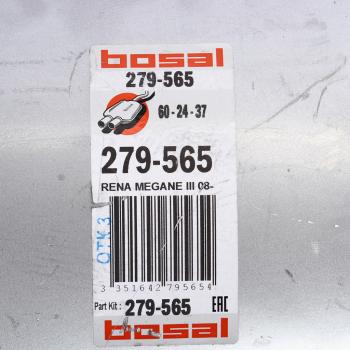 bosal
279-565
60-24-37
279-565
RENA MEGANE III 08-
ОТК 3
3 351642 795654
Part Kit : 279-565 EAC
bosal